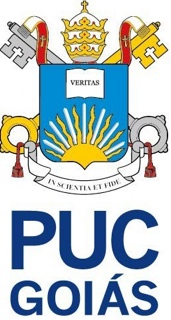 VERITAS
IN SCIENTIA ET FIDE
PUC
GOIÁS